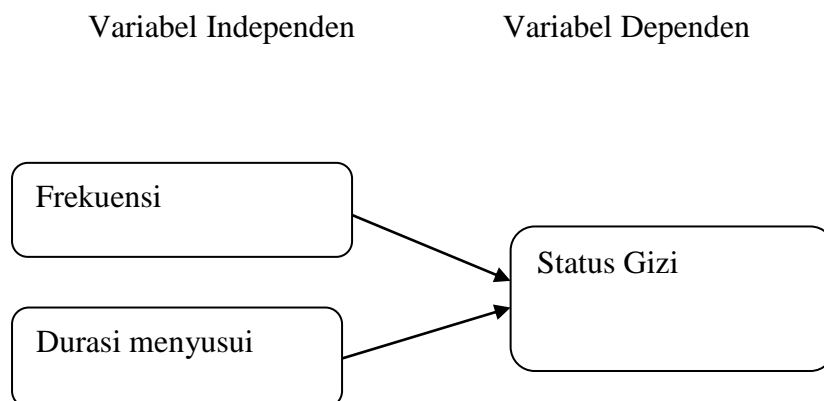 Variabel Independen Variabel Dependen
Frekuensi
Status Gizi
Durasi menyusui